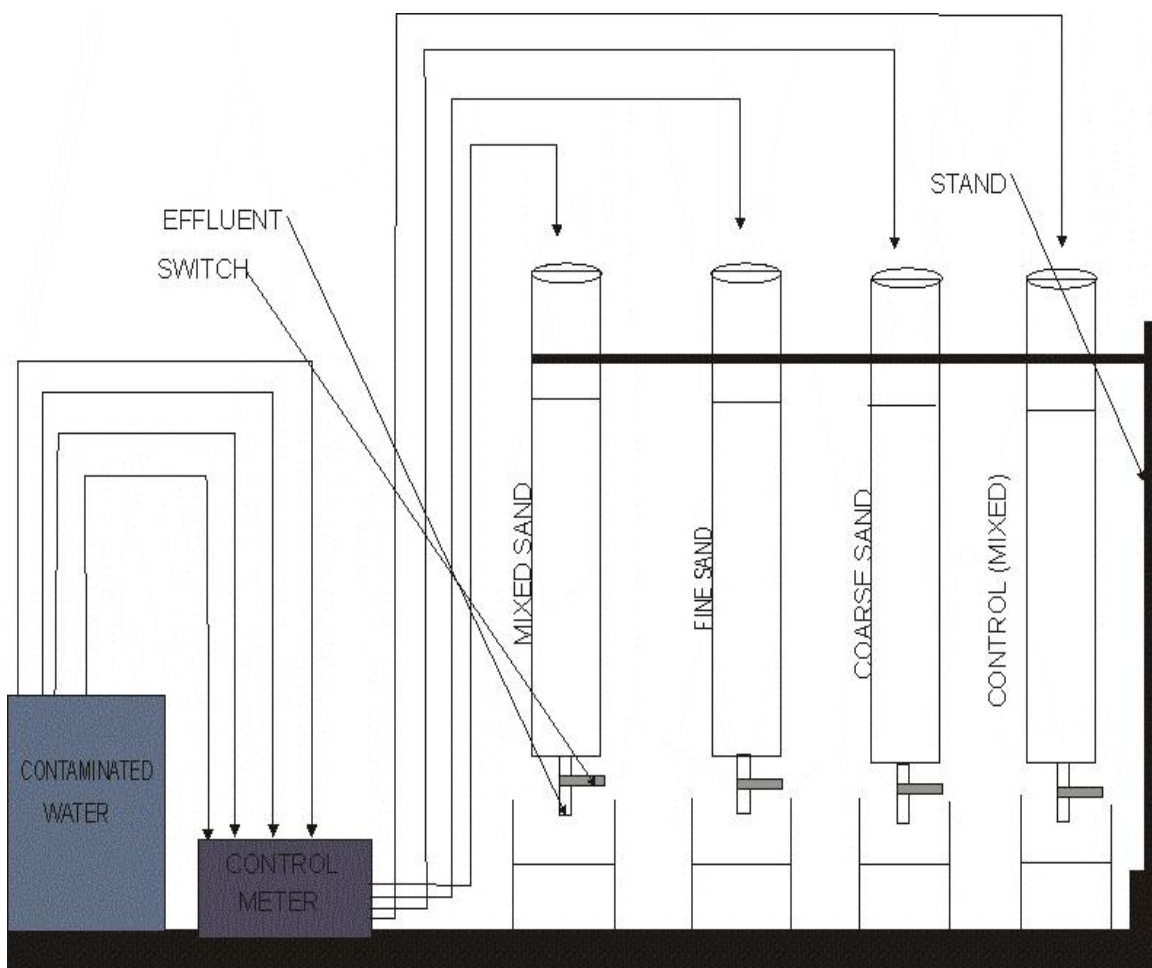 STAND
EFFLUENT
SWITCH
MIXED SAND
FINE SAND
COARSE SAND
CONTROL (MIXED)
CONTAMINATED
WATER
CONTROL
METER